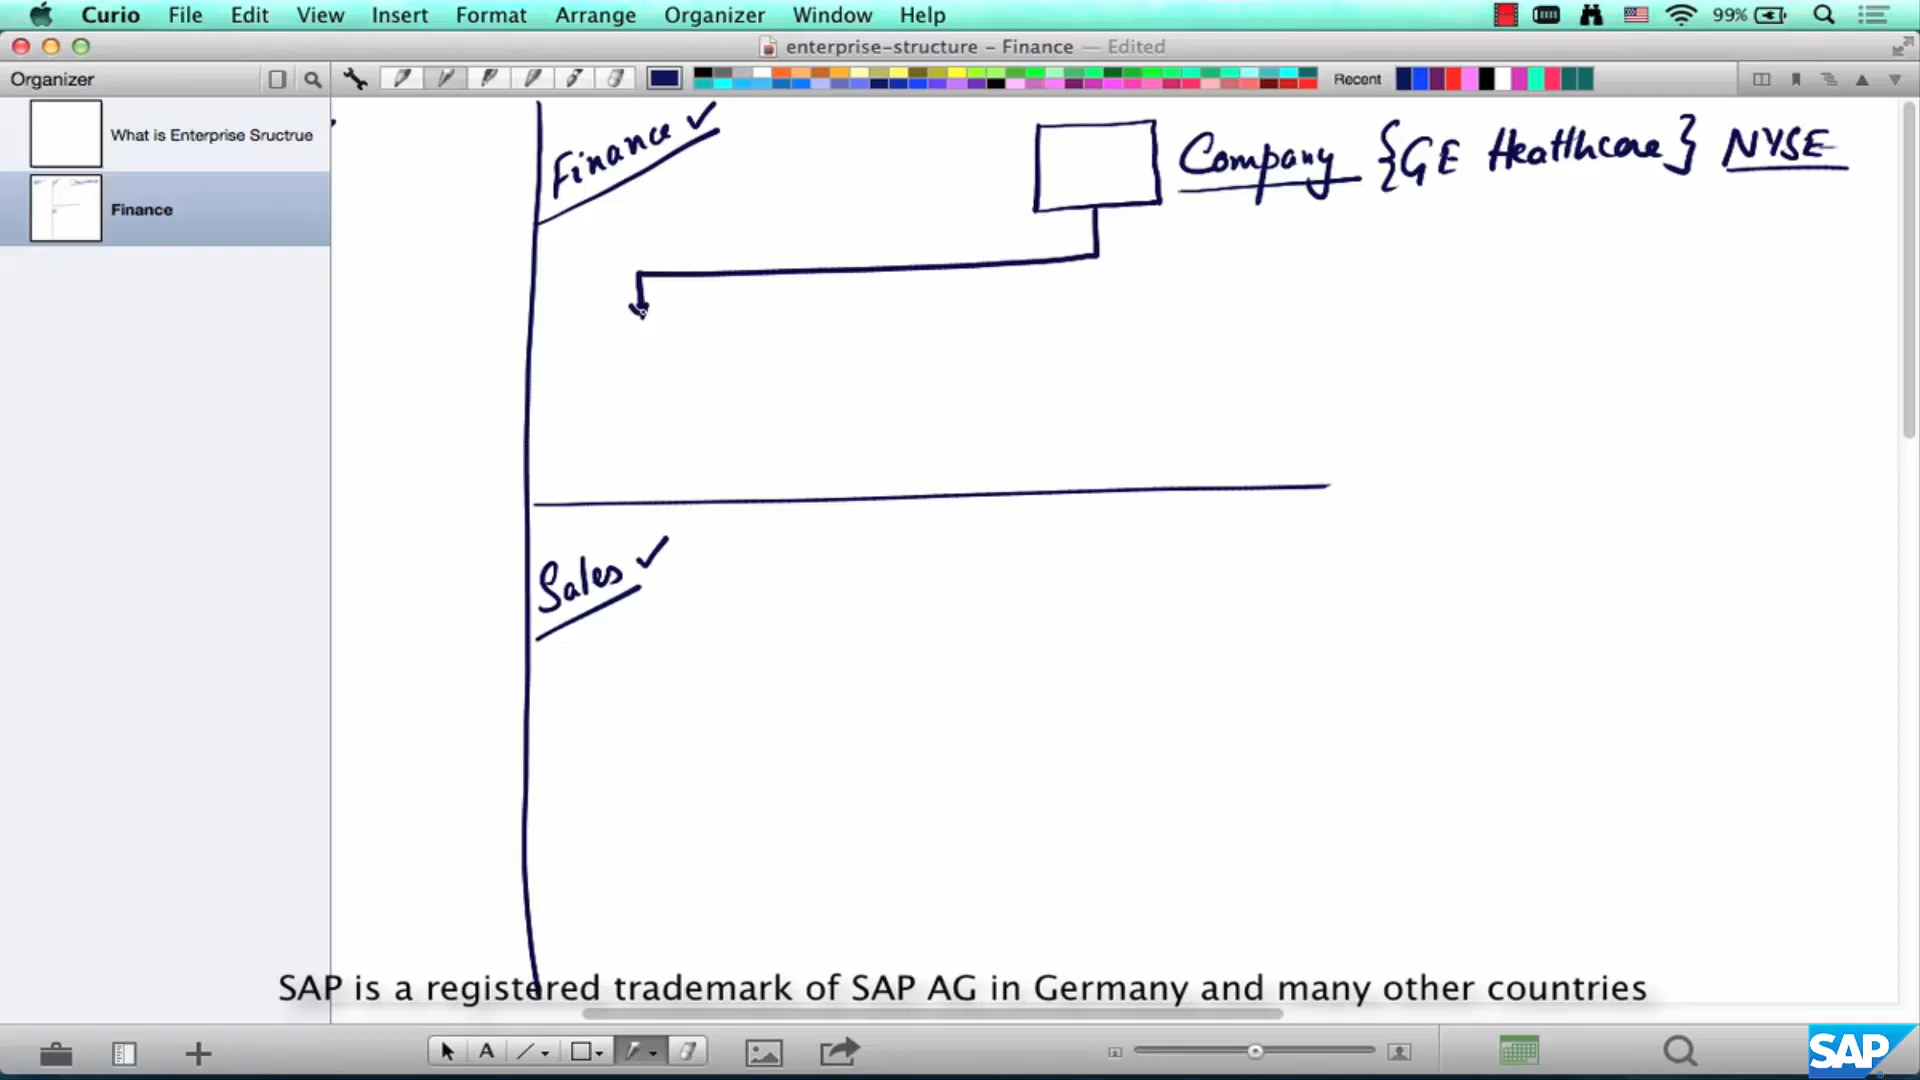 Curio File Edit View Insert Format Arrange Organizer Window Help 99%
enterprise-structure – Finance — Edited
Organizer Recent
What is Enterprise Sructrue
Finance
Finance ✓
Company {GE Healthcare} NYSE
Sales ✓
SAP is a registered trademark of SAP AG in Germany and many other countries
A
SAP